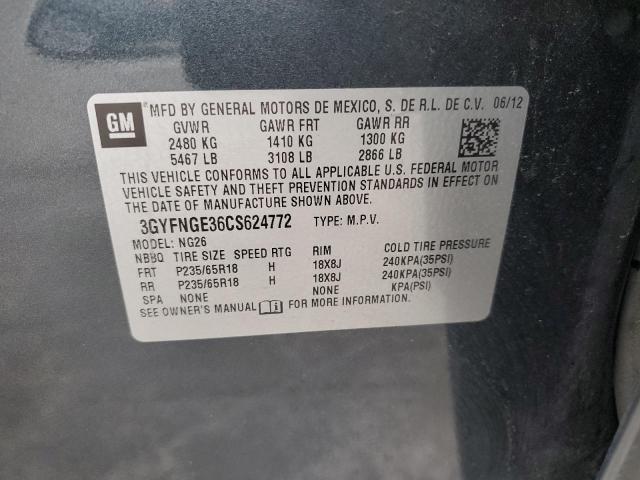 GM MFD BY GENERAL MOTORS DE MEXICO, S. DE R.L. DE C.V. 06/12
GVWR GAWR FRT GAWR RR
2480 KG 1410 KG 1300 KG
5467 LB 3108 LB 2866 LB
THIS VEHICLE CONFORMS TO ALL APPLICABLE U.S. FEDERAL MOTOR
VEHICLE SAFETY AND THEFT PREVENTION STANDARDS IN EFFECT ON
THE DATE OF MANUFACTURE SHOWN ABOVE.
3GYFNGE36CS624772 TYPE: M.P.V.
MODEL: NG26
NBBQ TIRE SIZE SPEED RTG RIM COLD TIRE PRESSURE
FRT P235/65R18 H 18X8J 240KPA(35PSI)
RR P235/65R18 H 18X8J 240KPA(35PSI)
SPA NONE NONE KPA(PSI)
SEE OWNER'S MANUAL FOR MORE INFORMATION.